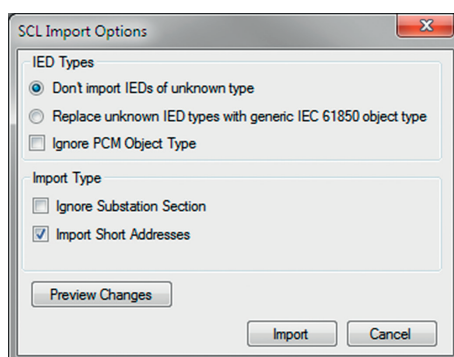 SCL Import Options
IED Types
Don't import IEDs of unknown type
Replace unknown IED types with generic IEC 61850 object type
Ignore PCM Object Type
Import Type
Ignore Substation Section
Import Short Addresses
Preview Changes
Import Cancel